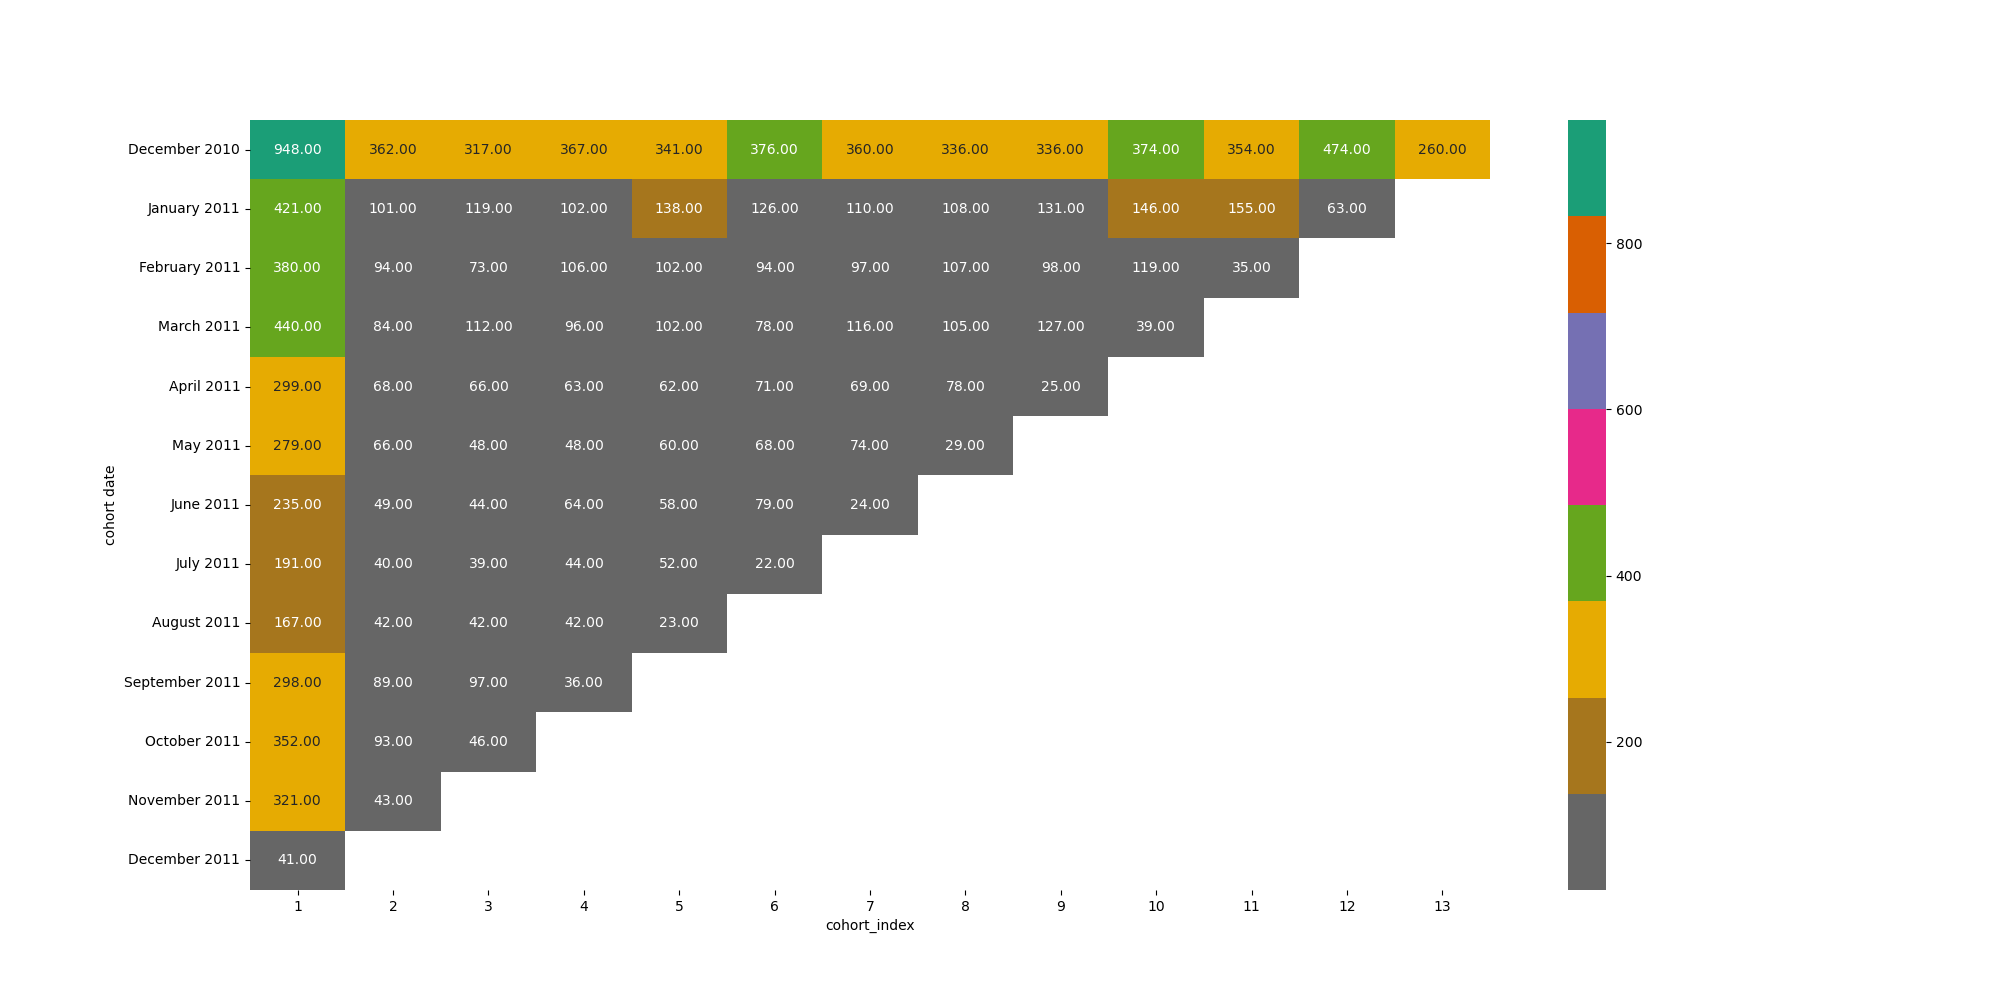 December 2010 948.00 362.00 317.00 367.00 341.00 376.00 360.00 336.00 336.00 374.00 354.00 474.00 260.00
January 2011 421.00 101.00 119.00 102.00 138.00 126.00 110.00 108.00 131.00 146.00 155.00 63.00
800
February 2011 380.00 94.00 73.00 106.00 102.00 94.00 97.00 107.00 98.00 119.00 35.00
March 2011 440.00 84.00 112.00 96.00 102.00 78.00 116.00 105.00 127.00 39.00
April 2011 299.00 68.00 66.00 63.00 62.00 71.00 69.00 78.00 25.00
600
May 2011 279.00 66.00 48.00 48.00 60.00 68.00 74.00 29.00
cohort date
June 2011 235.00 49.00 44.00 64.00 58.00 79.00 24.00
July 2011 191.00 40.00 39.00 44.00 52.00 22.00
400
August 2011 167.00 42.00 42.00 42.00 23.00
September 2011 298.00 89.00 97.00 36.00
October 2011 352.00 93.00 46.00
200
November 2011 321.00 43.00
December 2011 41.00
1 2 3 4 5 6 7 8 9 10 11 12 13
cohort_index